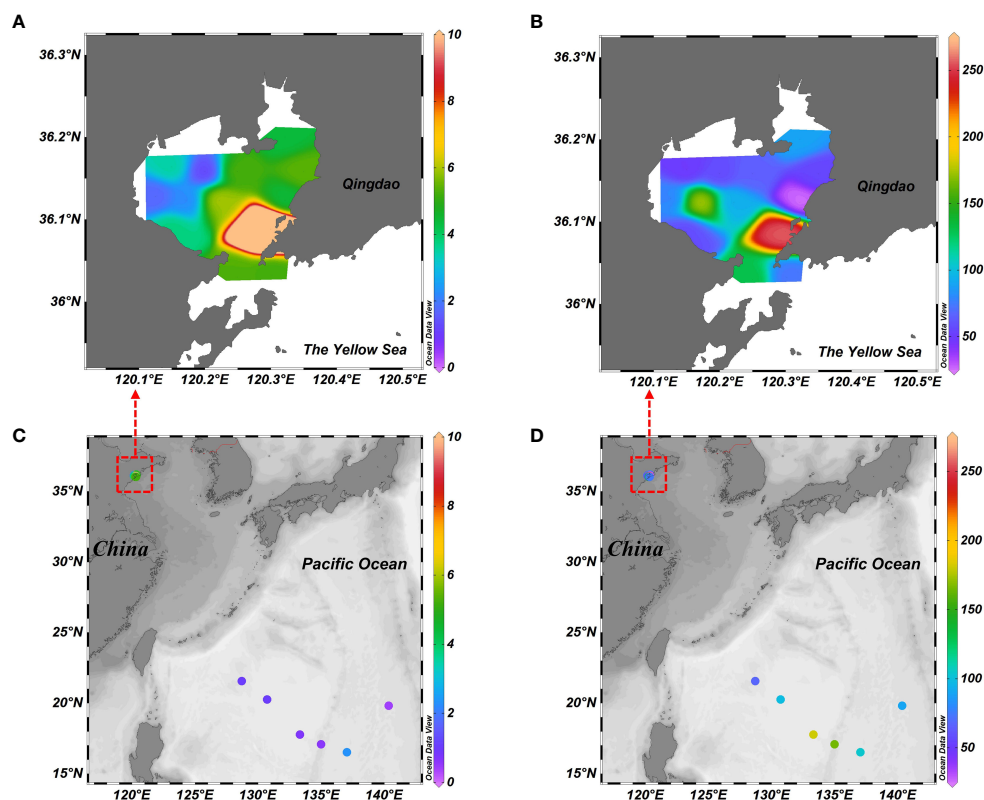 A
36.3°N
36.2°N
36.1°N
36°N
120.1°E 120.2°E 120.3°E 120.4°E 120.5°E
Qingdao
The Yellow Sea
Ocean Data View
10
8
6
4
2
0
B
36.3°N
36.2°N
36.1°N
36°N
120.1°E 120.2°E 120.3°E 120.4°E 120.5°E
Qingdao
The Yellow Sea
Ocean Data View
250
200
150
100
50
C
35°N
30°N
25°N
20°N
15°N
120°E 125°E 130°E 135°E 140°E
China
Pacific Ocean
Ocean Data View
10
8
6
4
2
0
D
35°N
30°N
25°N
20°N
15°N
120°E 125°E 130°E 135°E 140°E
China
Pacific Ocean
Ocean Data View
250
200
150
100
50